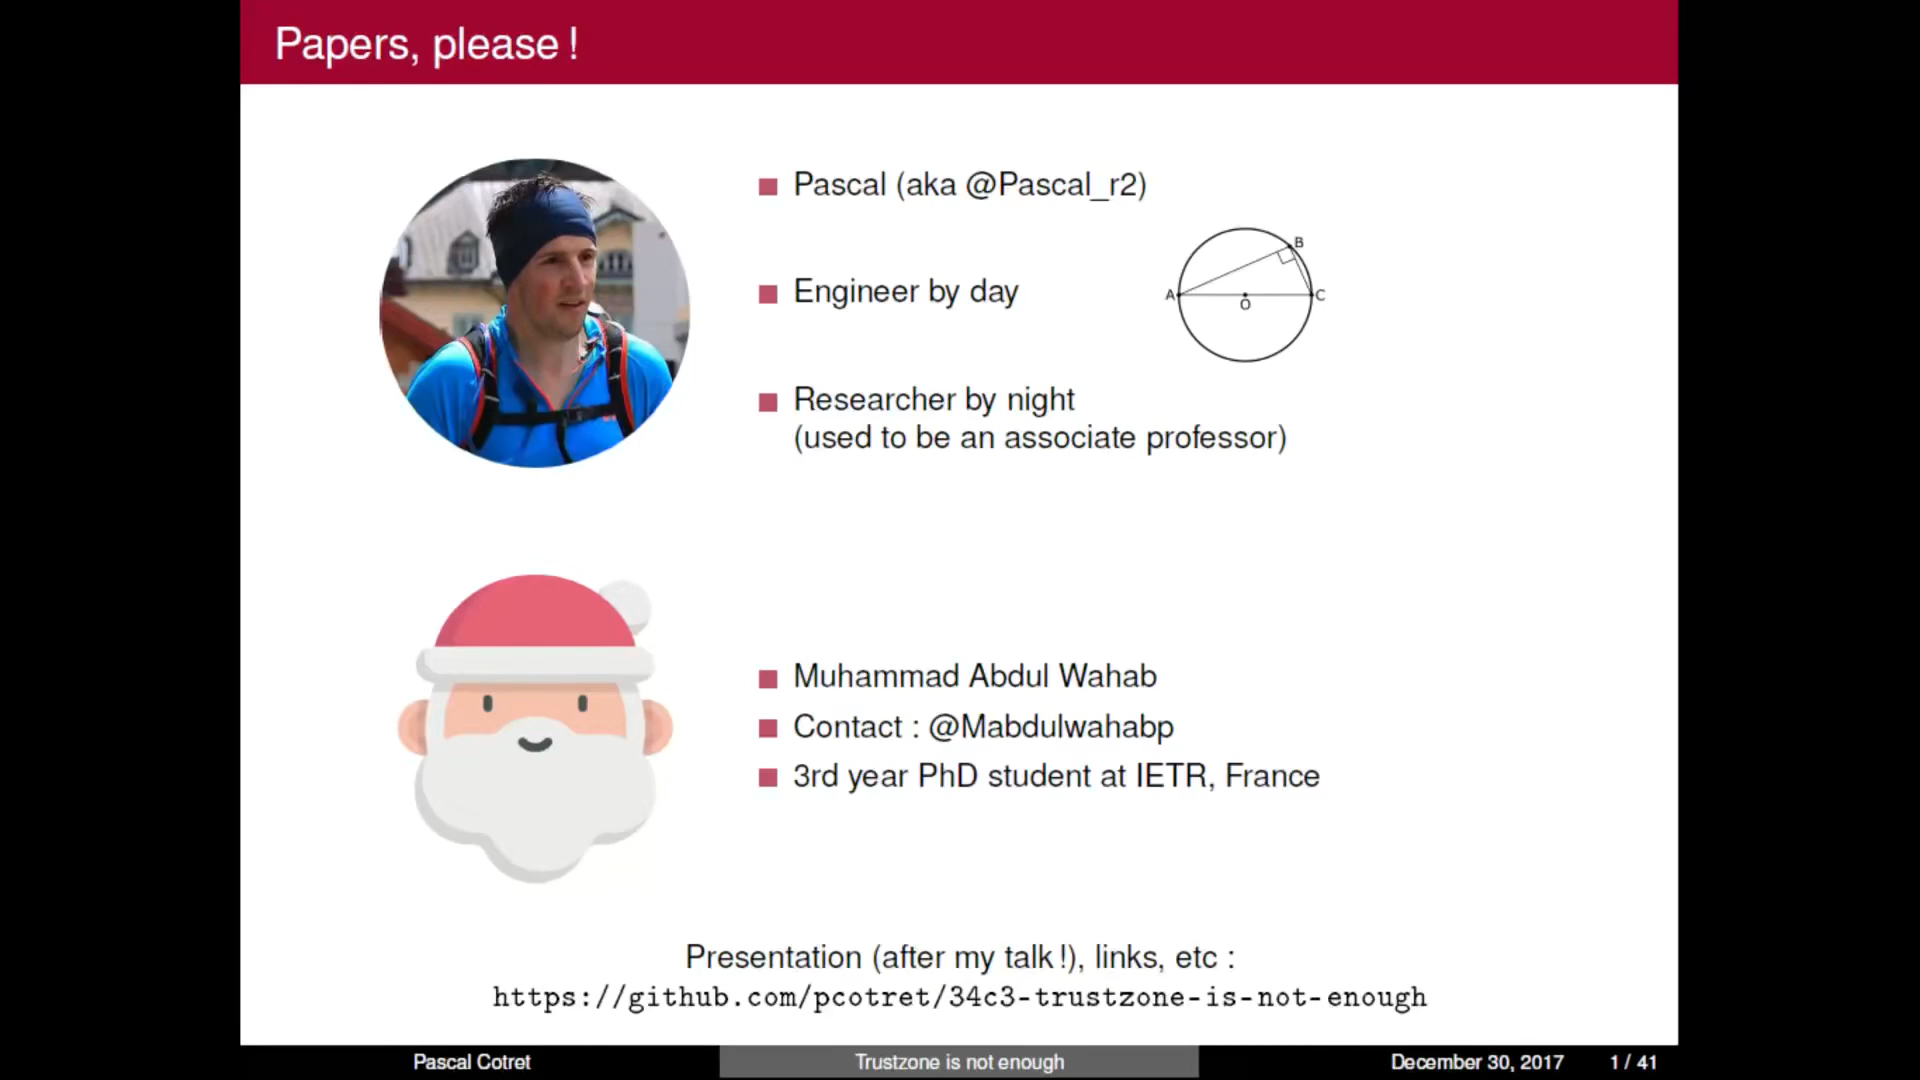 Papers, please !
Pascal (aka @Pascal_r2)
Engineer by day
B
A
O
C
Researcher by night
(used to be an associate professor)
Muhammad Abdul Wahab
Contact : @Mabdulwahabp
3rd year PhD student at IETR, France
Presentation (after my talk !), links, etc :
https://github.com/pcotret/34c3-trustzone-is-not-enough
Pascal Cotret
Trustzone is not enough
December 30, 2017
1 / 41